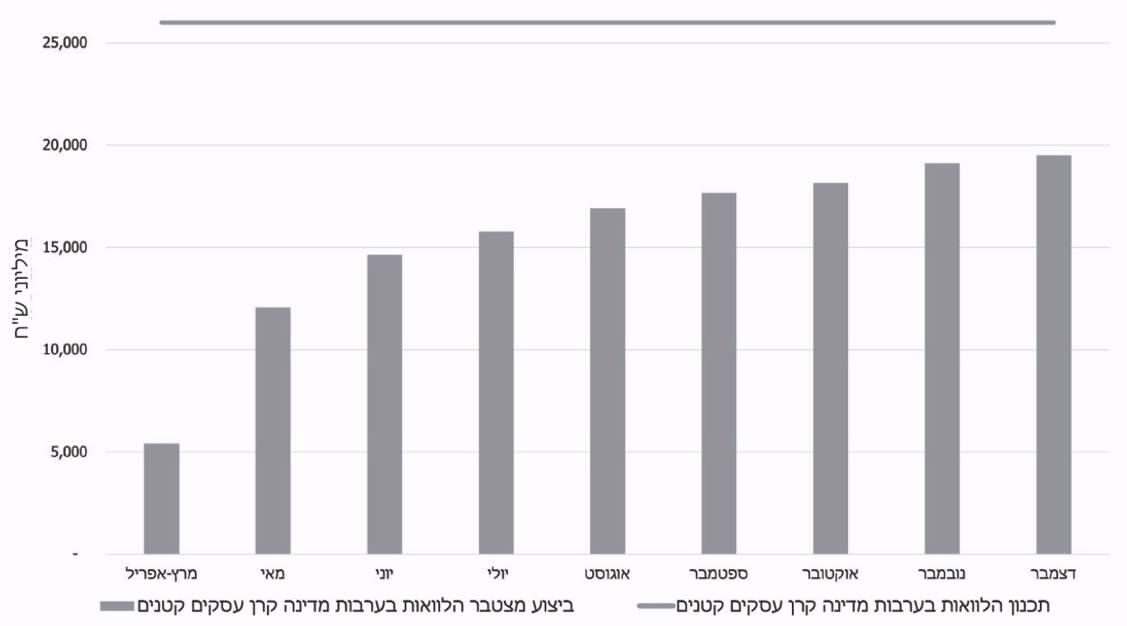 25,000
20,000
15,000
10,000
5,000
-
מיליוני ש"ח
מרץ-אפריל מאי יוני יולי אוגוסט ספטמבר אוקטובר נובמבר דצמבר
ביצוע מצטבר הלוואות בערבות מדינה קרן עסקים קטנים
תכנון הלוואות בערבות מדינה קרן עסקים קטנים